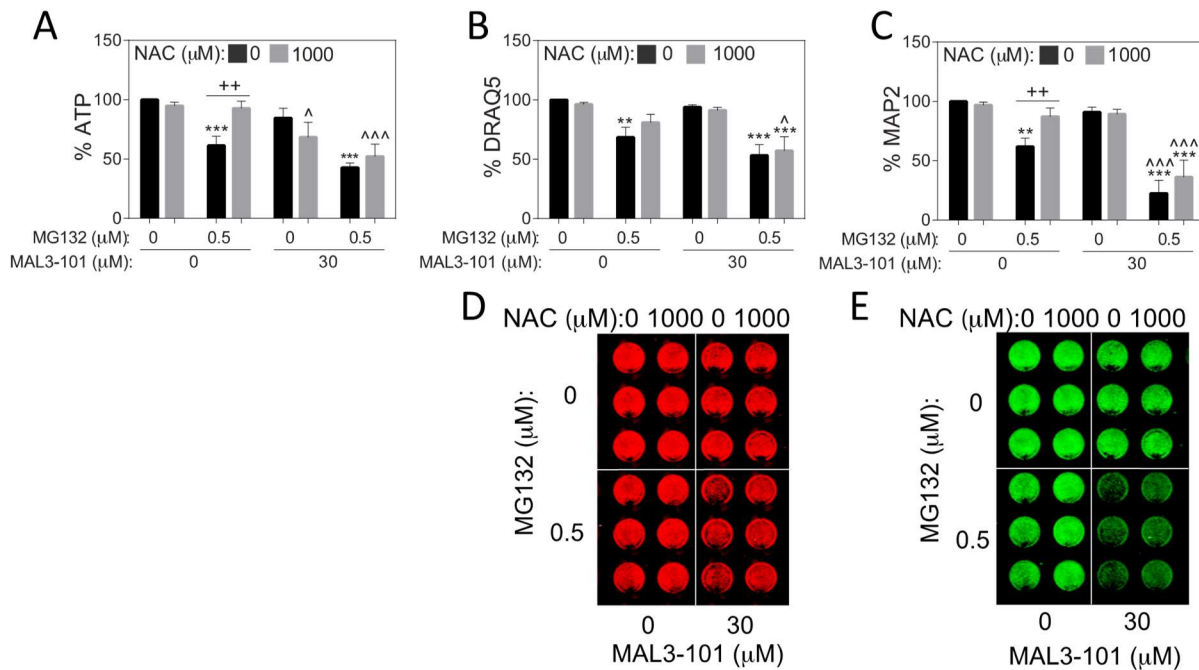 A
NAC (μM): 0 1000
150
100
50
0
% ATP
++
***
^
^^^
***
MG132 (μM): 0 0.5 0 0.5
MAL3-101 (μM): 0 30
B
NAC (μM): 0 1000
150
100
50
0
% DRAQ5
**
^
*** ***
MG132 (μM): 0 0.5 0 0.5
MAL3-101 (μM): 0 30
C
NAC (μM): 0 1000
150
100
50
0
% MAP2
++
**
^^^ ^^^
*** ***
MG132 (μM): 0 0.5 0 0.5
MAL3-101 (μM): 0 30
D
NAC (μM):0 1000 0 1000
MG132 (μM):
0
0.5
0 30
MAL3-101 (μM)
E
NAC (μM):0 1000 0 1000
MG132 (μM):
0
0.5
0 30
MAL3-101 (μM)